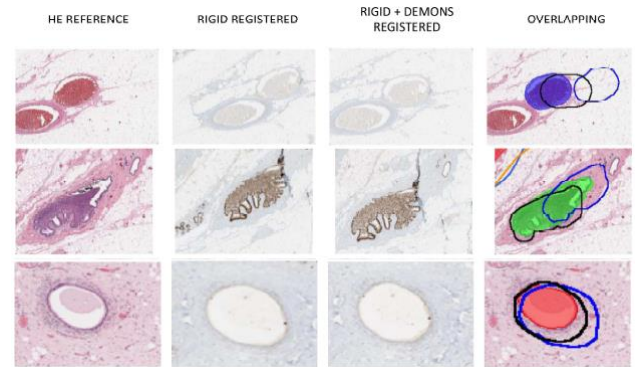 HE REFERENCE
RIGID REGISTERED
RIGID + DEMONS
REGISTERED
OVERLAPPING